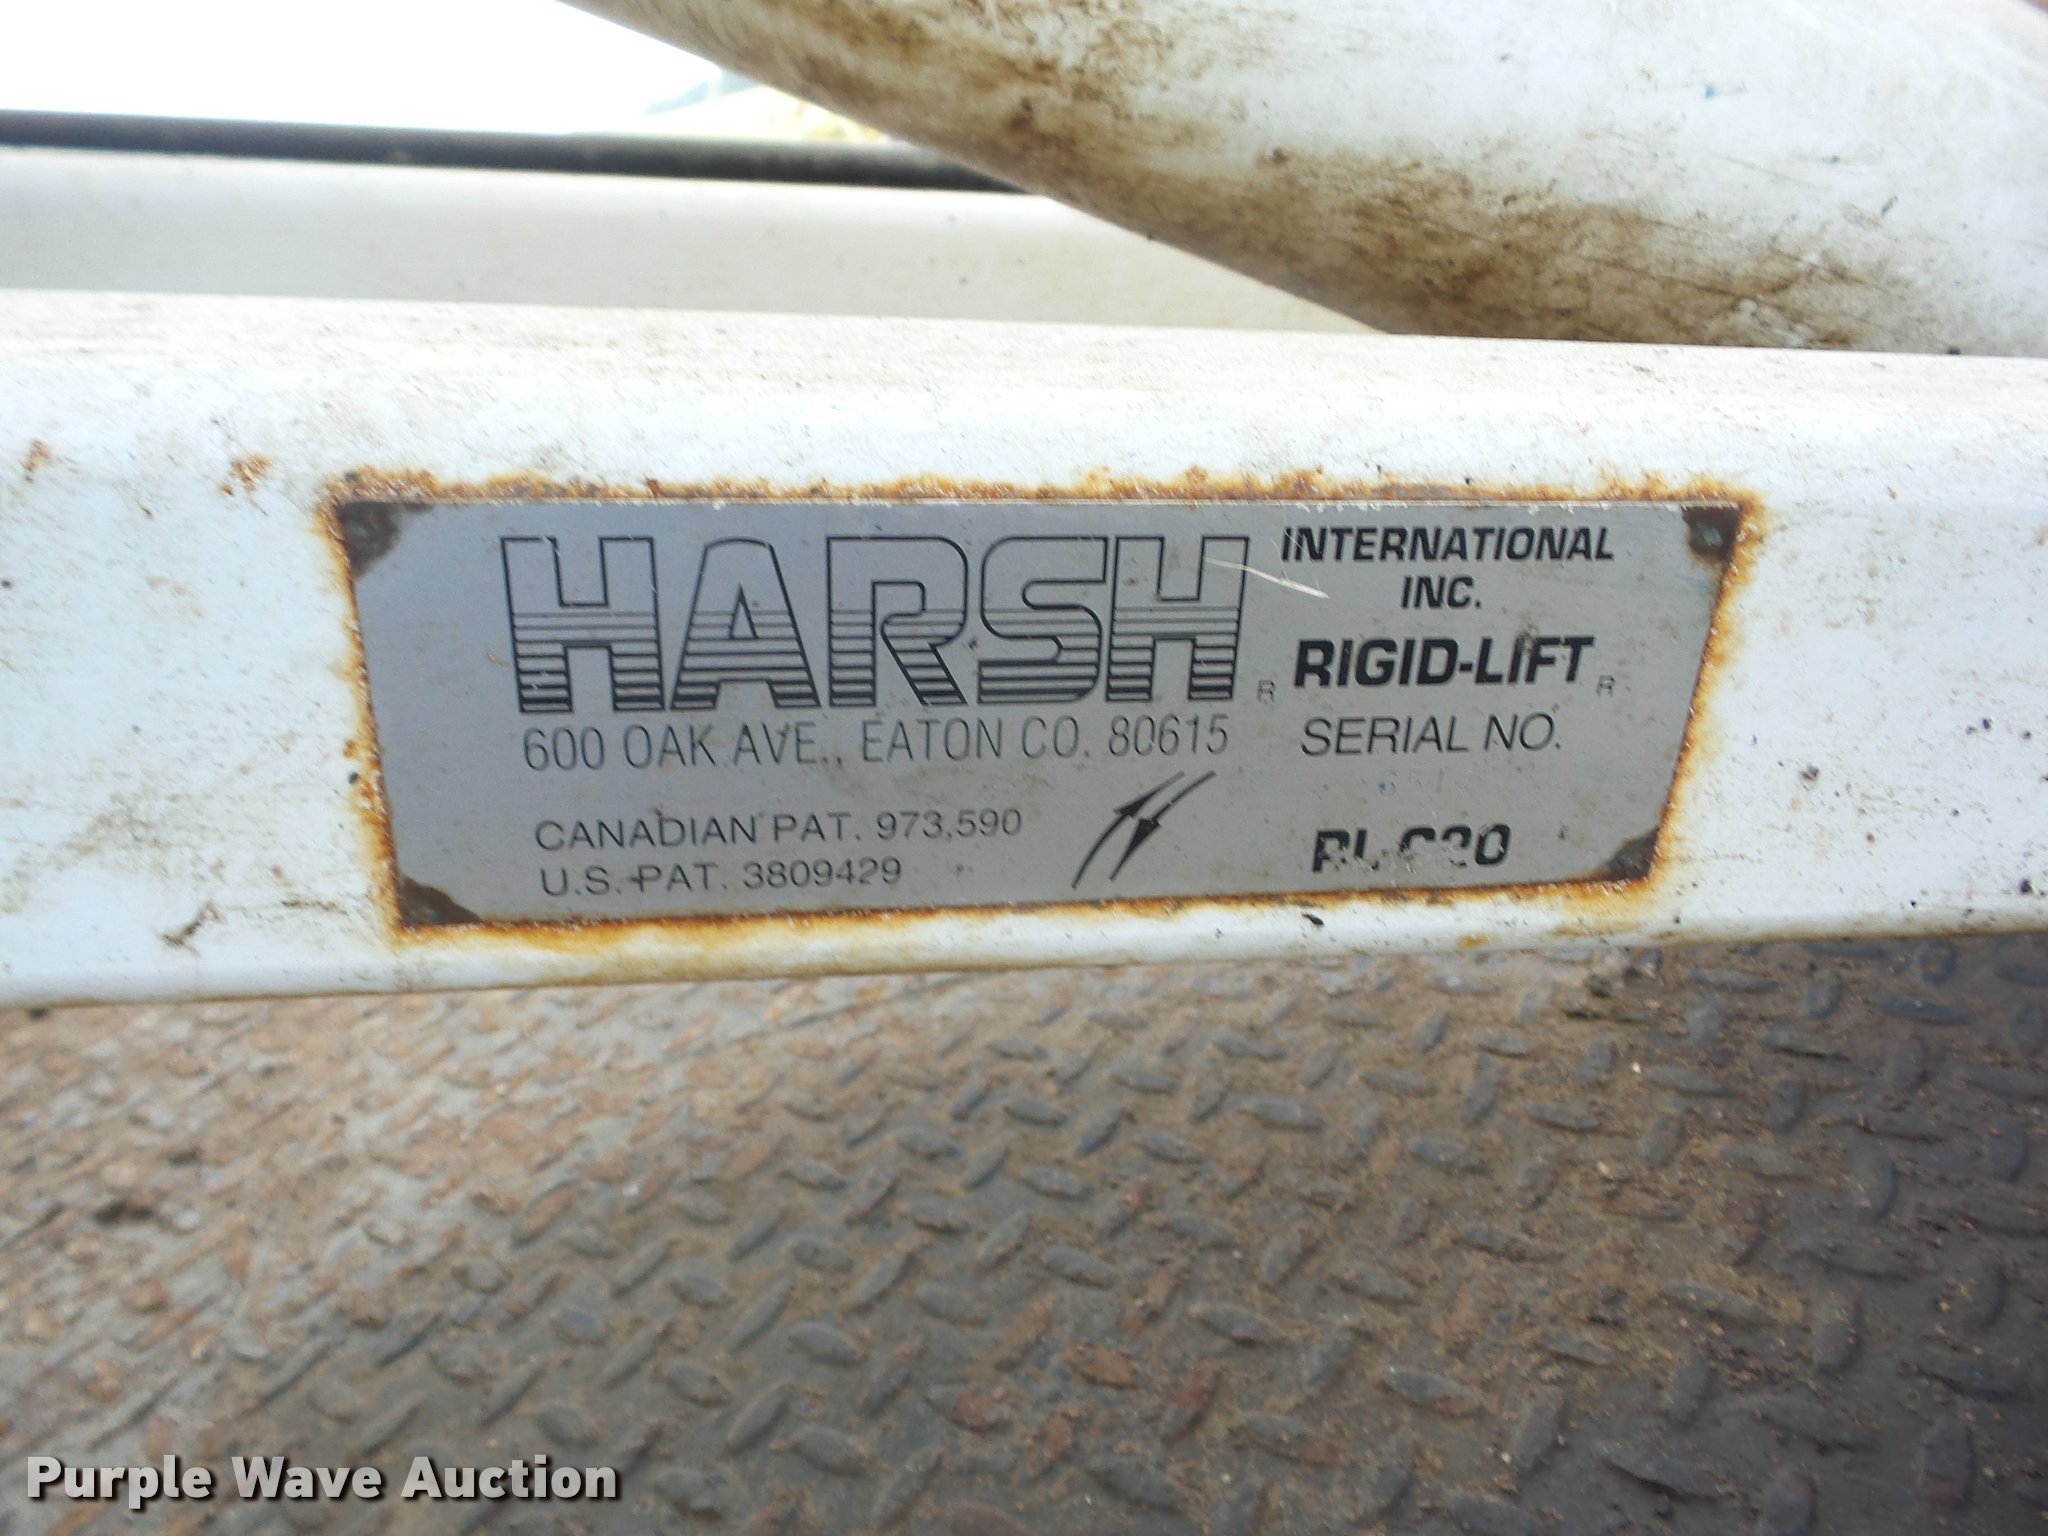 HARSH ®
INTERNATIONAL
INC.
RIGID-LIFT ®
600 OAK AVE., EATON CO. 80615
SERIAL NO.
CANADIAN PAT. 973,590
U.S. PAT. 3809429
Purple Wave Auction